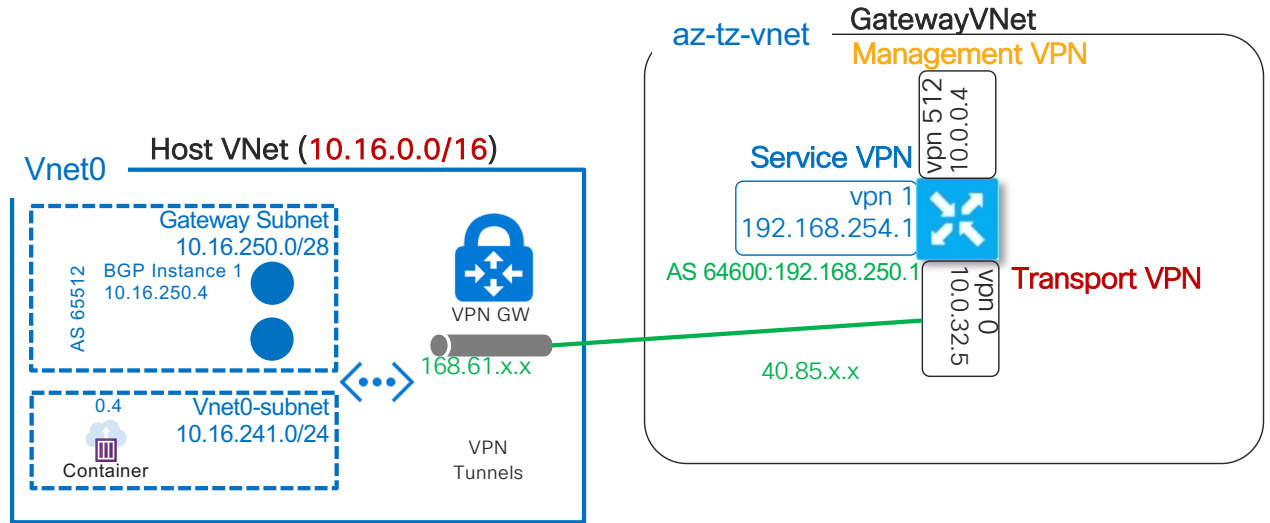 Vnet0
Host VNet (10.16.0.0/16)
Gateway Subnet
10.16.250.0/28
AS 65512
BGP Instance 1
10.16.250.4
VPN GW
168.61.x.x
0.4
Container
Vnet0-subnet
10.16.241.0/24
VPN
Tunnels
az-tz-vnet
GatewayVNet
Management VPN
vpn 512
10.0.0.4
Service VPN
vpn 1
192.168.254.1
AS 64600:192.168.250.1
vpn 0
10.0.32.5
Transport VPN
40.85.x.x